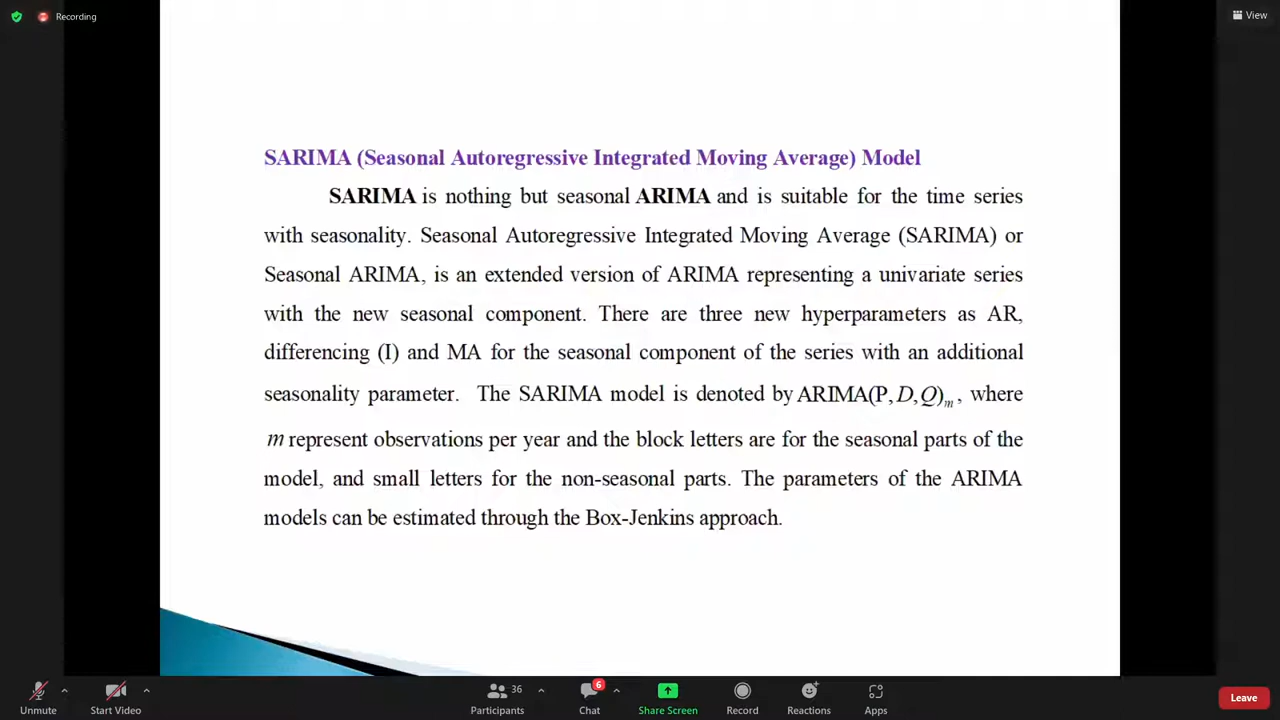 Recording
View
SARIMA (Seasonal Autoregressive Integrated Moving Average) Model
SARIMA is nothing but seasonal ARIMA and is suitable for the time series
with seasonality. Seasonal Autoregressive Integrated Moving Average (SARIMA) or
Seasonal ARIMA, is an extended version of ARIMA representing a univariate series
with the new seasonal component. There are three new hyperparameters as AR,
differencing (I) and MA for the seasonal component of the series with an additional
seasonality parameter. The SARIMA model is denoted by ARIMA(P, D, Q)m , where
m represent observations per year and the block letters are for the seasonal parts of the
model, and small letters for the non-seasonal parts. The parameters of the ARIMA
models can be estimated through the Box-Jenkins approach.
36
6
Unmute Start Video Participants Chat Share Screen Record Reactions Apps Leave